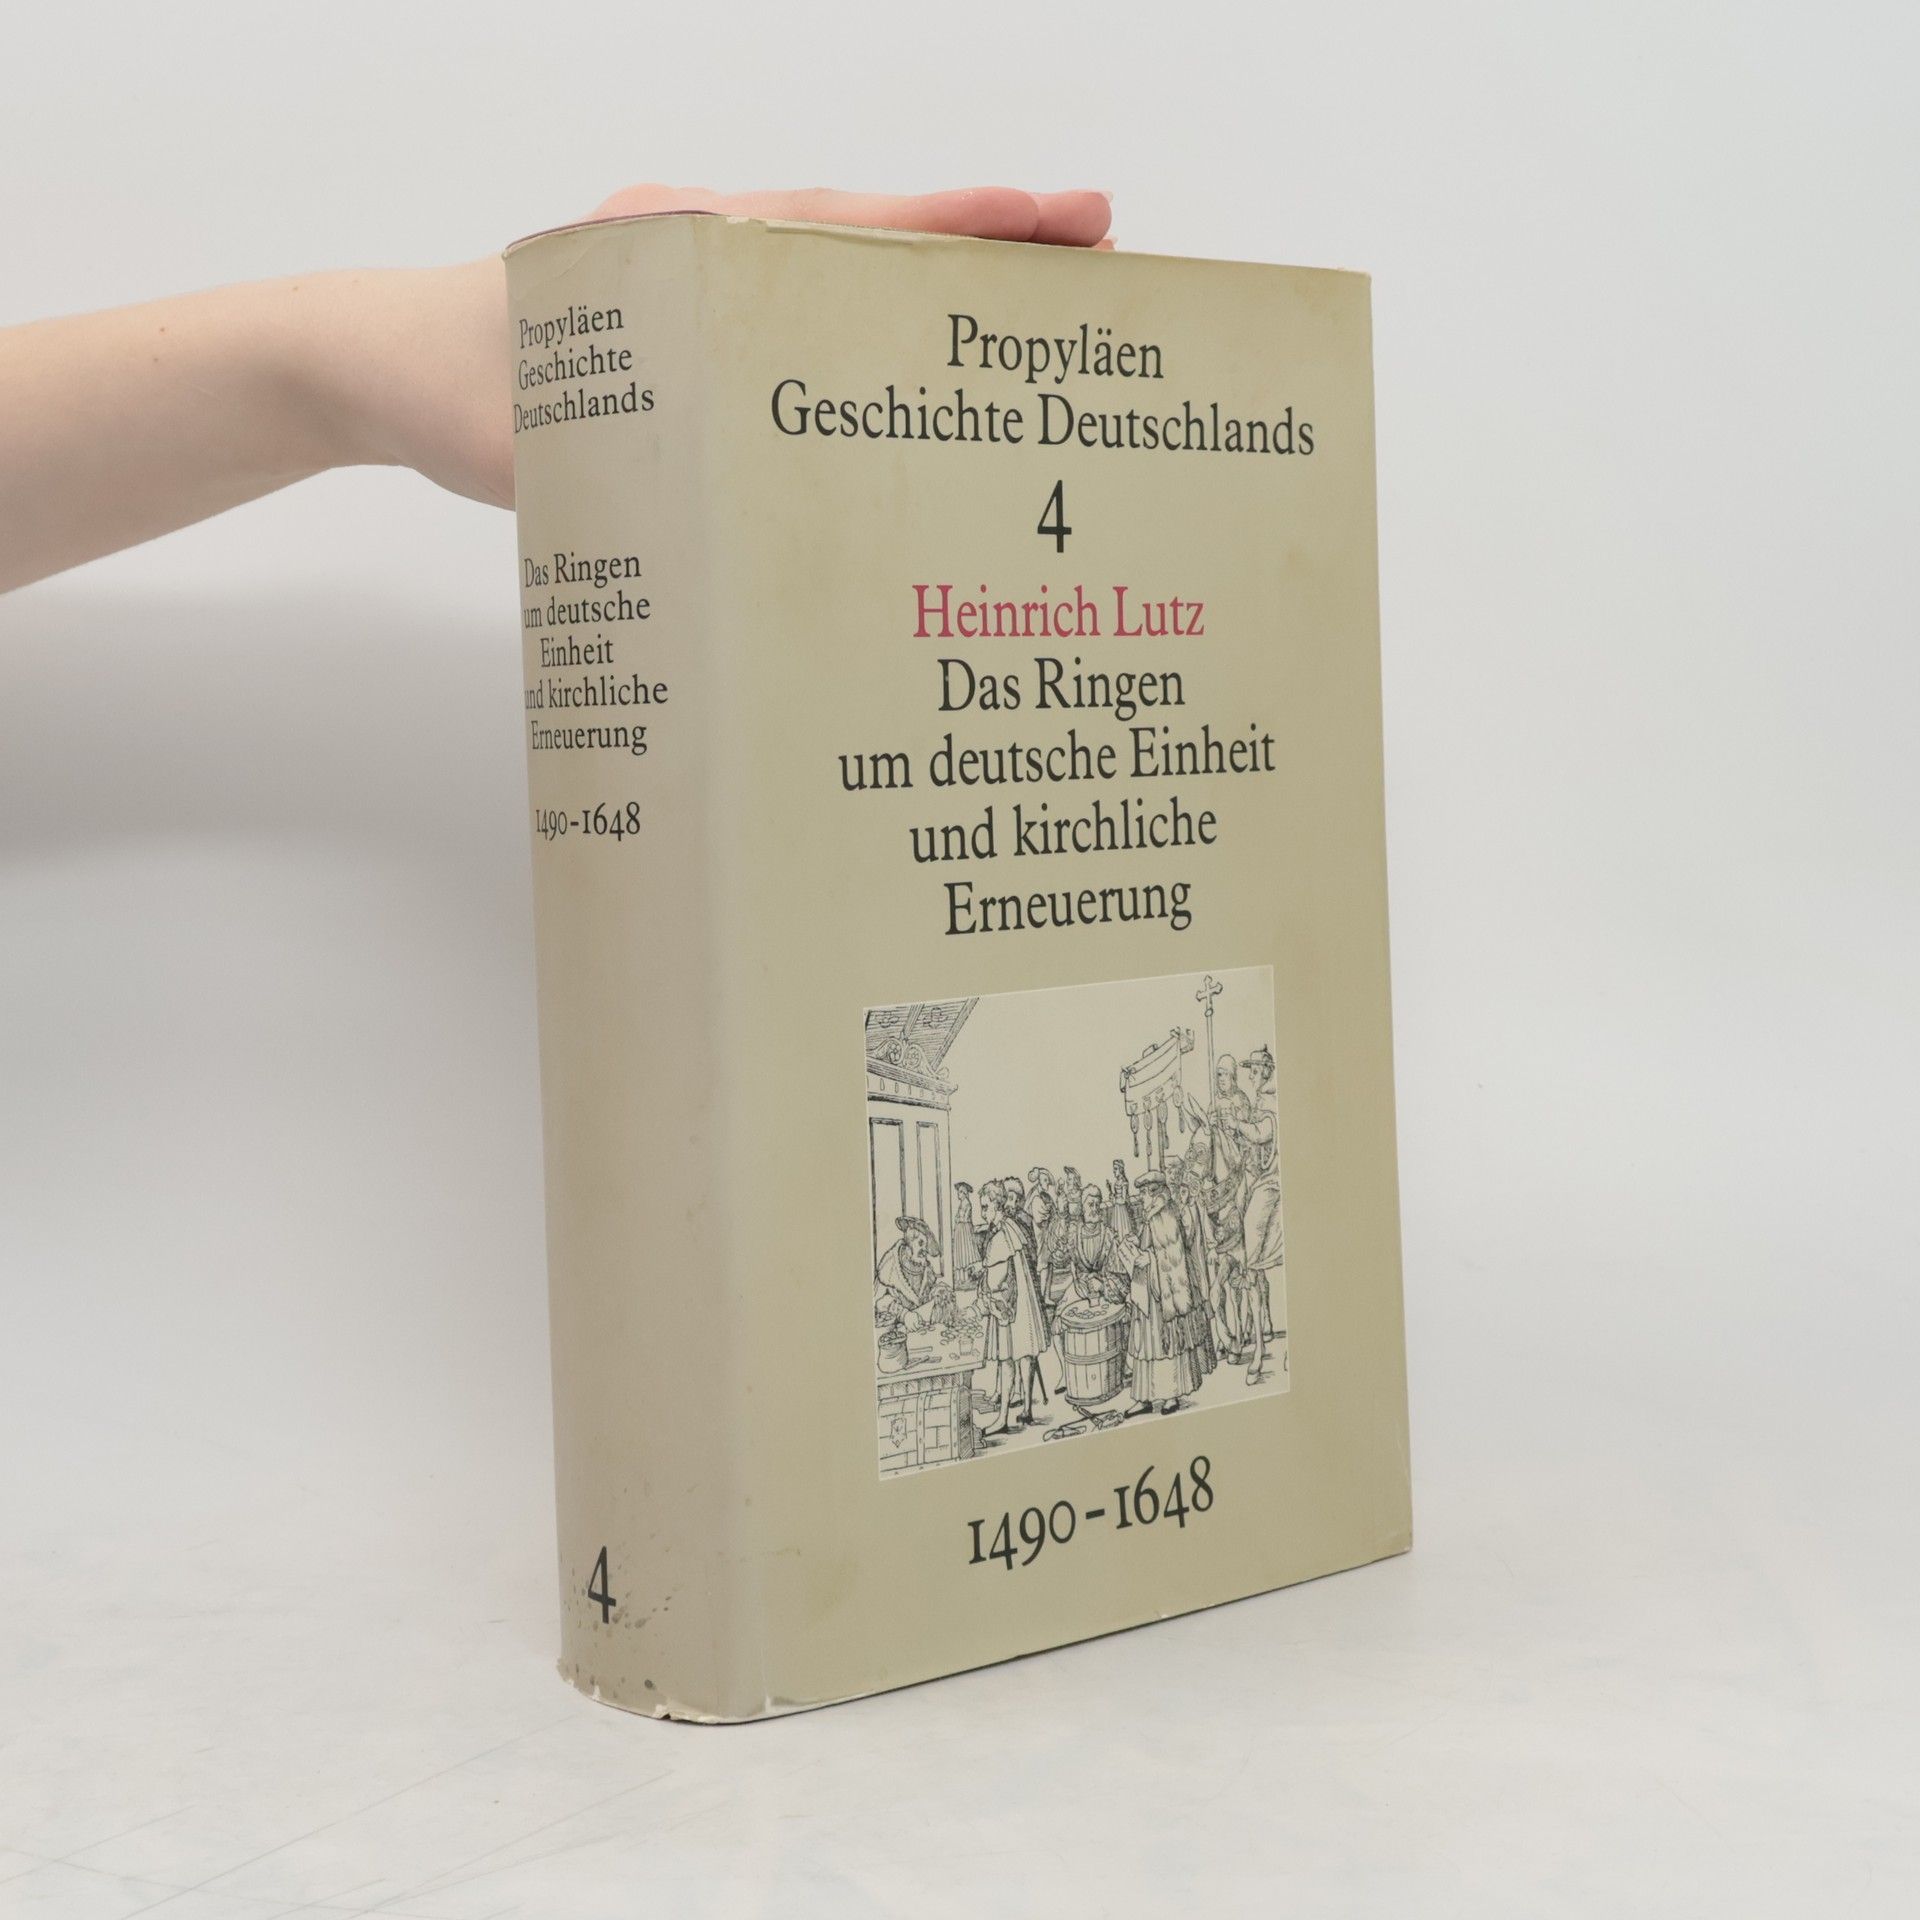 Propyläen
Geschichte
Deutschlands
Das Ringen
um deutsche
Einheit
und kirchliche
Erneuerung
1490-1648
4
Propyläen
Geschichte Deutschlands
4
Heinrich Lutz
Das Ringen
um deutsche Einheit
und kirchliche
Erneuerung
1490-1648